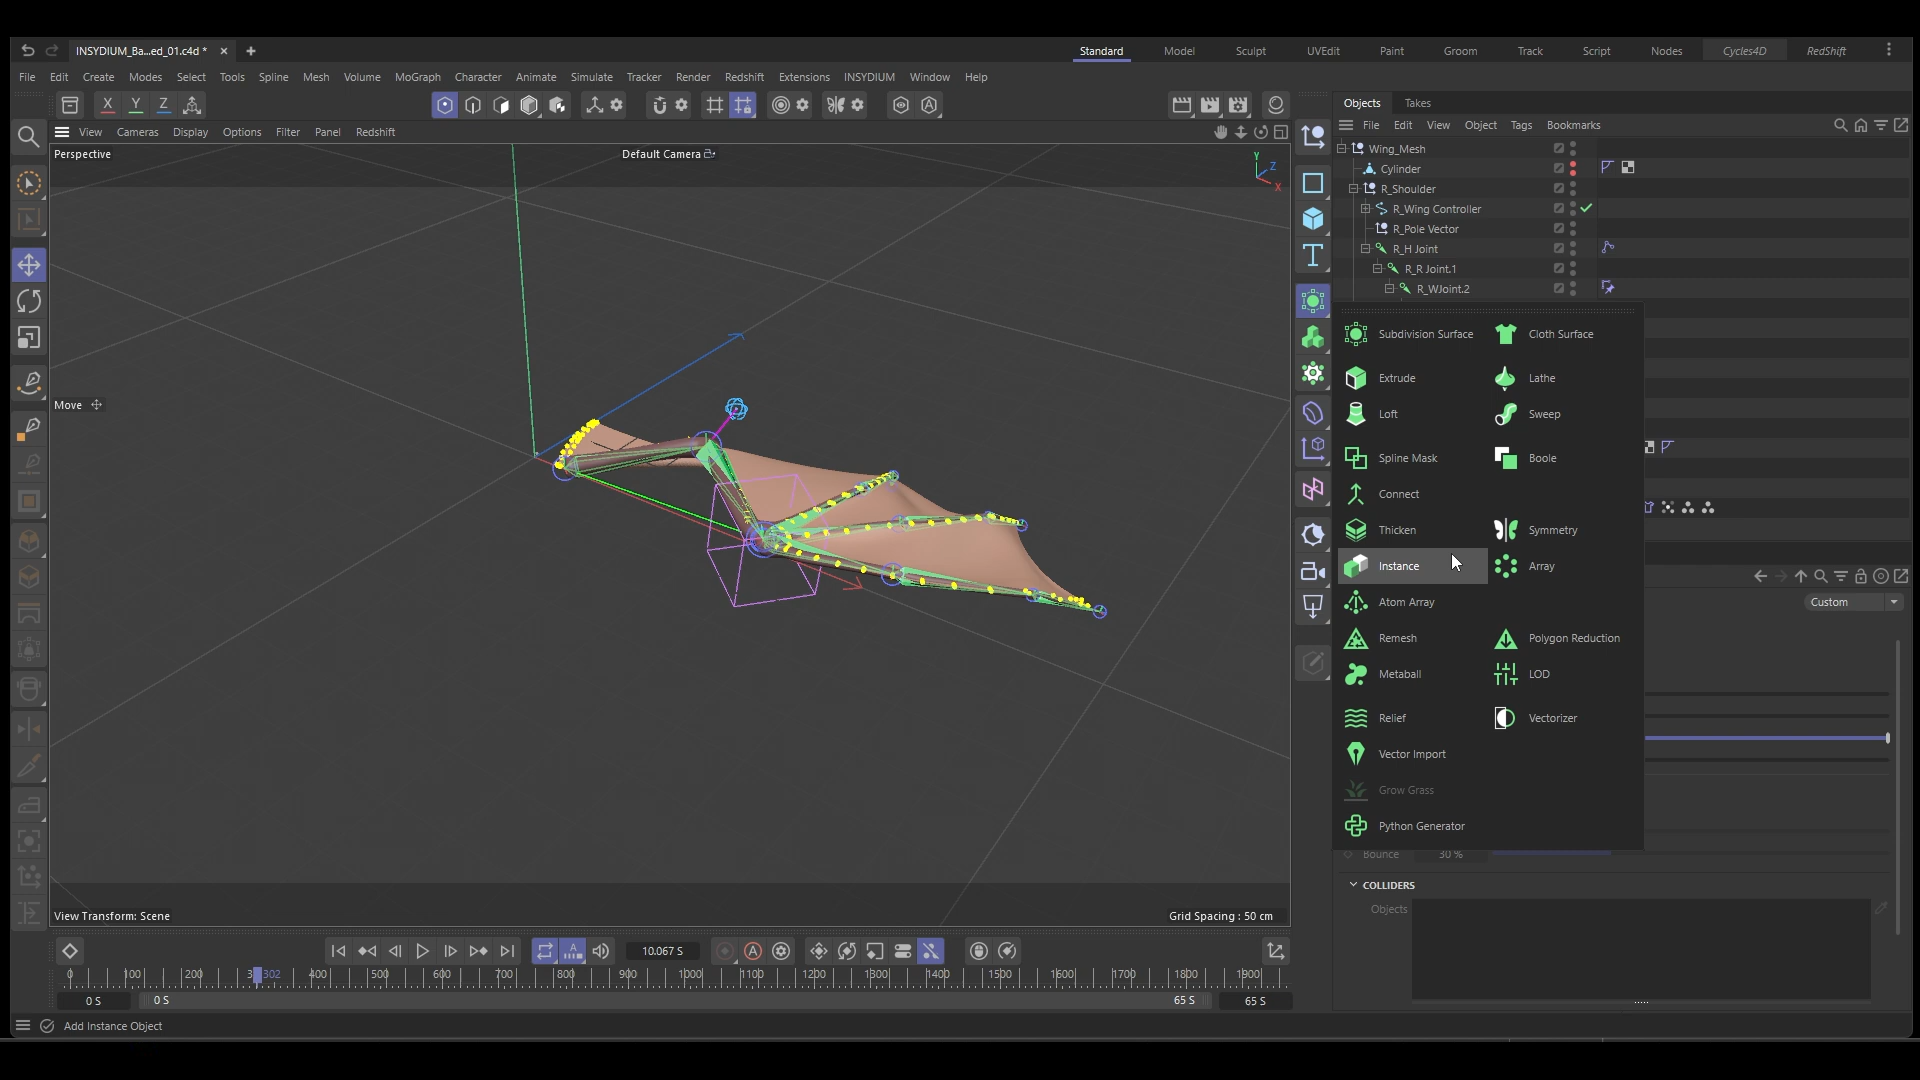 INSYDIUM_Ba...ed_01.c4d *
Standard
Model
Sculpt
UVEdit
Paint
Groom
Track
Script
Nodes
Cycles4D
RedShift
File
Edit
Create
Modes
Select
Tools
Spline
Mesh
Volume
MoGraph
Character
Animate
Simulate
Tracker
Render
Redshift
Extensions
INSYDIUM
Window
Help
X
Y
Z
Objects
Takes
View
Cameras
Display
Options
Filter
Panel
Redshift
File
Edit
View
Object
Tags
Bookmarks
Perspective
Default Camera
Y
Z
X
Wing_Mesh
Cylinder
R_Shoulder
R_Wing Controller
R_Pole Vector
R_H Joint
R_R Joint.1
R_WJoint.2
Subdivision Surface
Cloth Surface
Extrude
Lathe
Loft
Sweep
Move
Spline Mask
Boole
Connect
Thicken
Symmetry
Instance
Array
Custom
Atom Array
Remesh
Polygon Reduction
Metaball
LOD
Relief
Vectorizer
Vector Import
Grow Grass
Python Generator
Bounce
30 %
COLLIDERS
Objects
View Transform: Scene
Grid Spacing : 50 cm
10.067 S
0
100
200
3
302
400
500
600
700
800
900
1000
1100
1200
1300
1400
1500
1600
1700
1800
1900
0 S
0 S
65 S
65 S
Add Instance Object